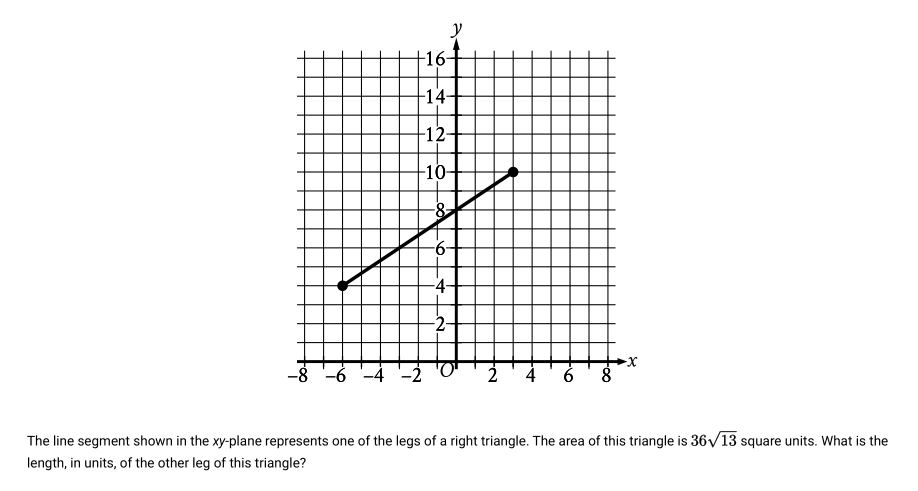 y
16
14
12
10
8
6
4
2
x
−8 −6 −4 −2 O 2 4 6 8
The line segment shown in the xy-plane represents one of the legs of a right triangle. The area of this triangle is 36√13 square units. What is the
length, in units, of the other leg of this triangle?